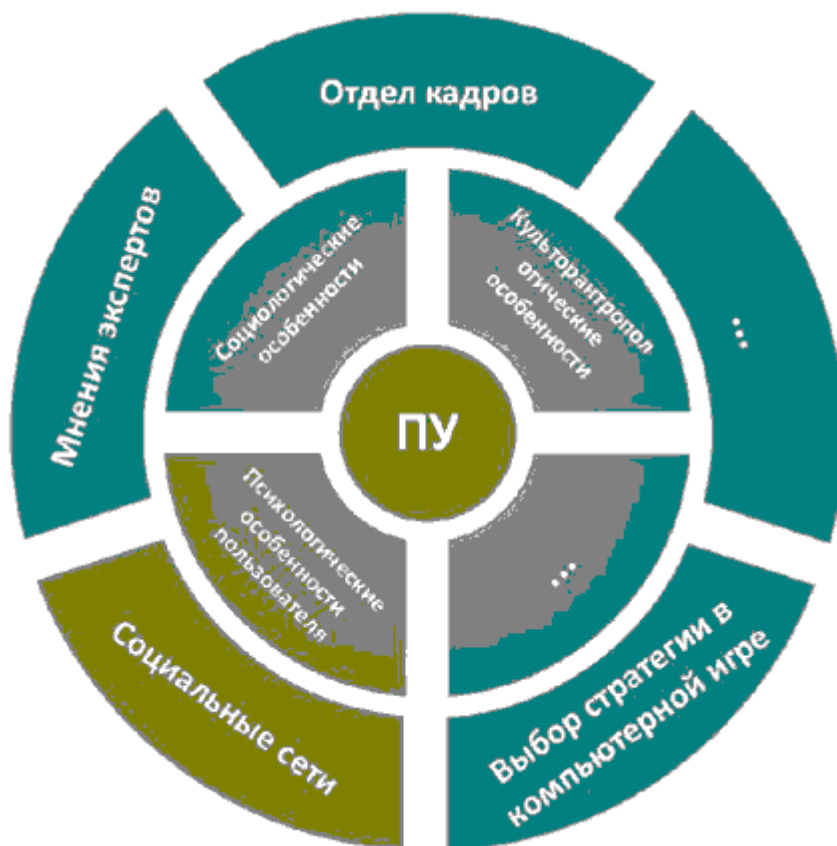 Отдел кадров
Мнения экспертов
...
Социологические
особенности
Культорантропол
огические
особенности
ПУ
Психологические
особенности
пользователя
...
Социальные сети
Выбор стратегии в
компьютерной игре